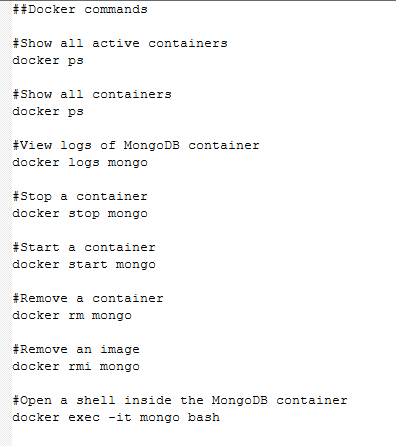 ##Docker commands
#Show all active containers
docker ps
#Show all containers
docker ps
#View logs of MongoDB container
docker logs mongo
#Stop a container
docker stop mongo
#Start a container
docker start mongo
#Remove a container
docker rm mongo
#Remove an image
docker rmi mongo
#Open a shell inside the MongoDB container
docker exec -it mongo bash